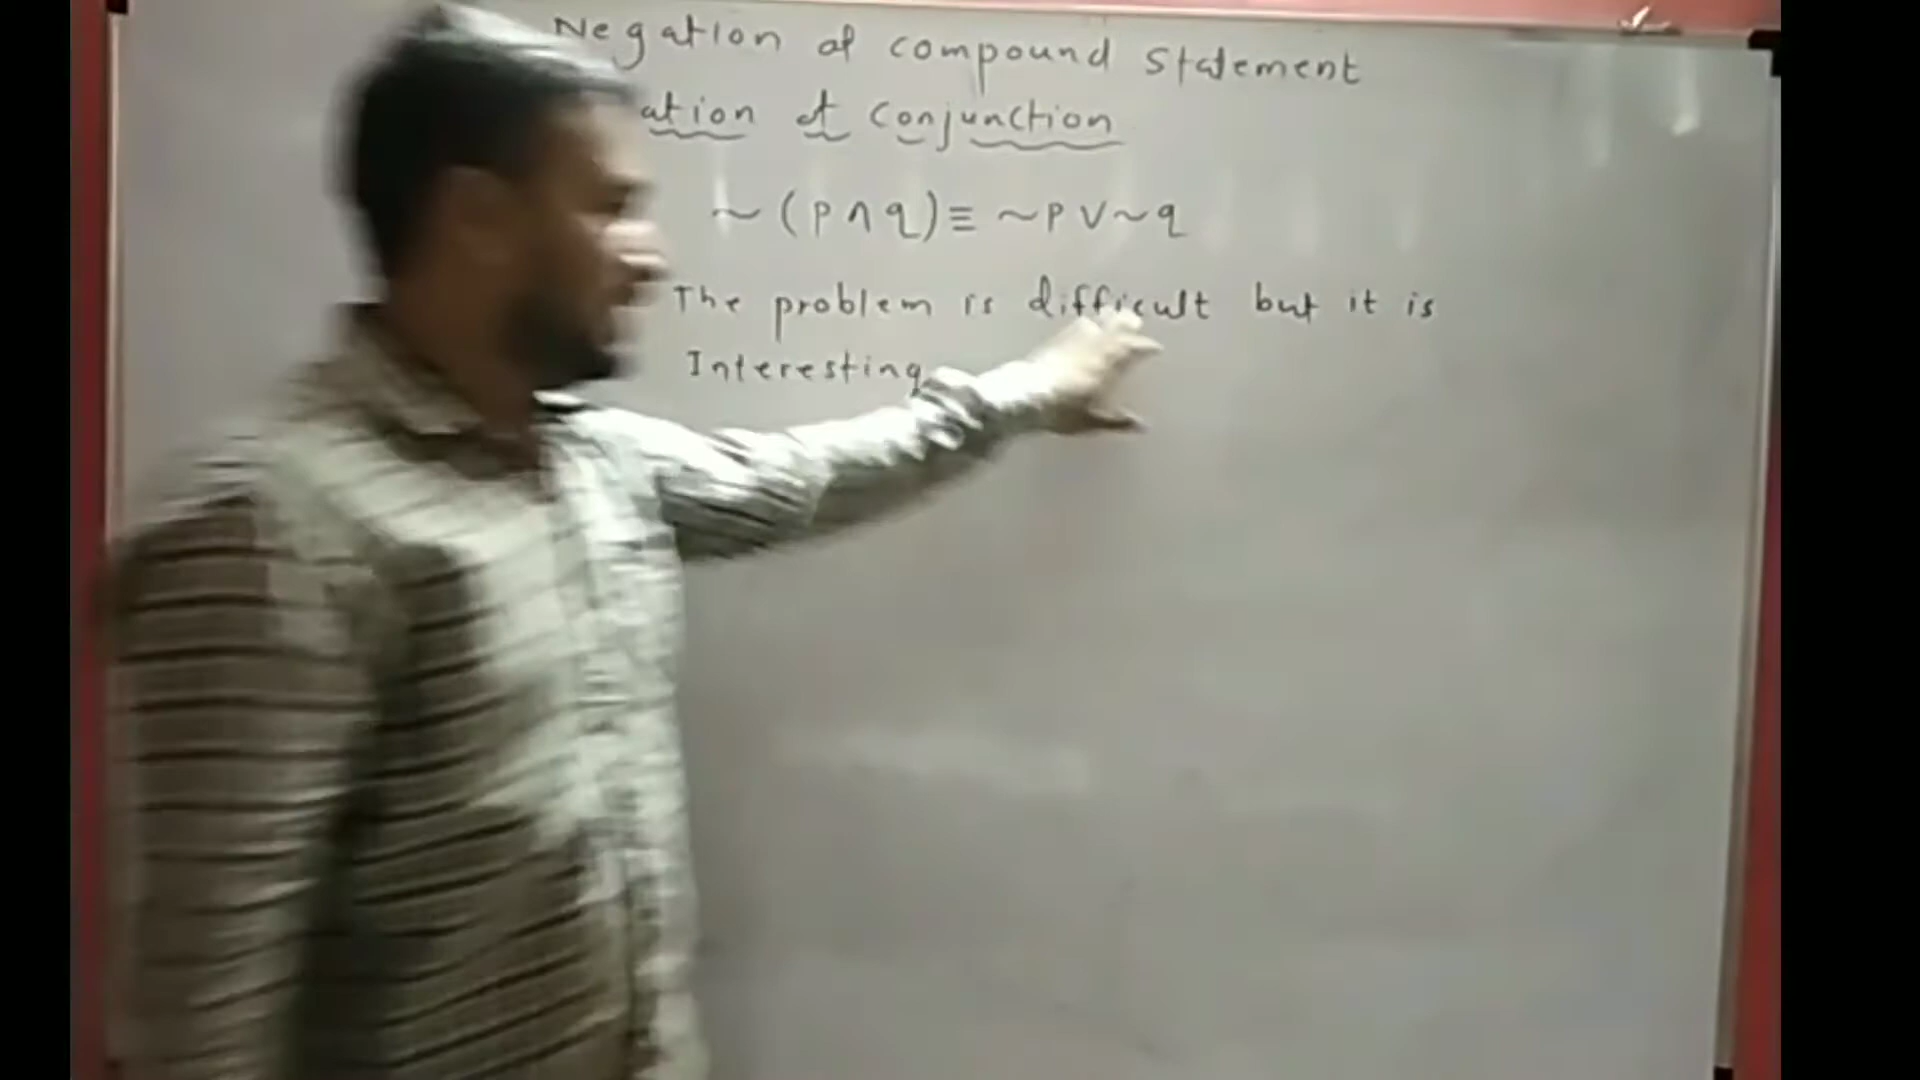 Negation of compound statement
ation of conjunction
~ (p ∧ q) ≡ ~p ∨ ~q
The problem is difficult but it is
Interesting